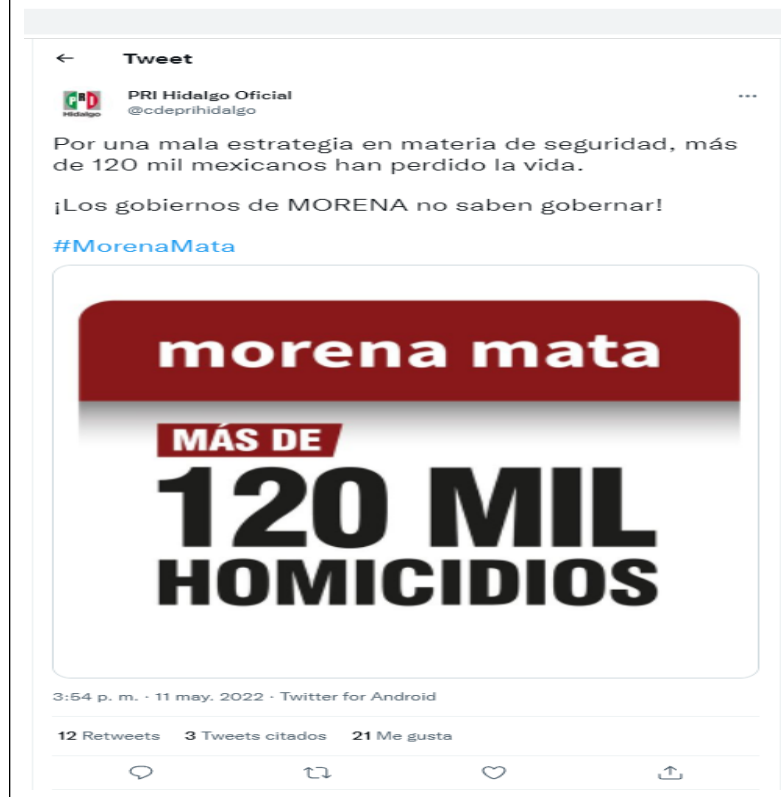 ← Tweet
PRI Hidalgo Oficial
@cdeprihidalgo
Hidalgo
Por una mala estrategia en materia de seguridad, más
de 120 mil mexicanos han perdido la vida.
¡Los gobiernos de MORENA no saben gobernar!
#MorenaMata
morena mata
MÁS DE
120 MIL
HOMICIDIOS
3:54 p. m. · 11 may. 2022 · Twitter for Android
12 Retweets 3 Tweets citados 21 Me gusta